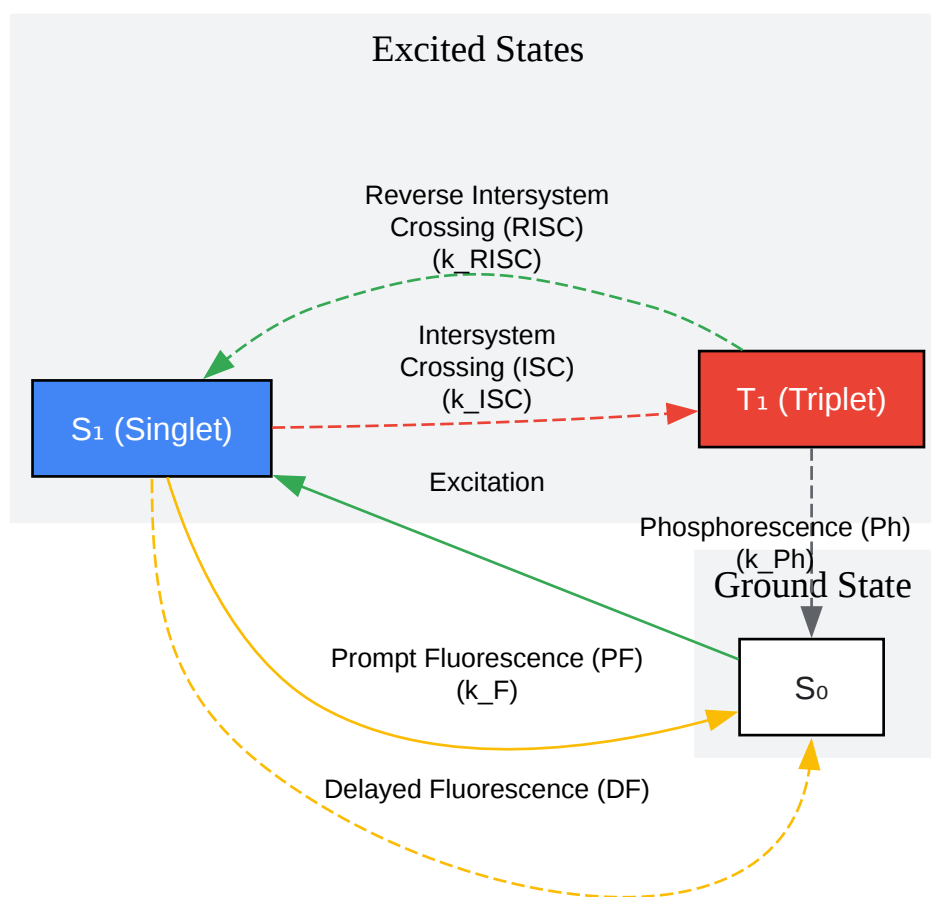 Excited States
Reverse Intersystem
Crossing (RISC)
(k_RISC)
Intersystem
Crossing (ISC)
(k_ISC)
S₁ (Singlet)
T₁ (Triplet)
Excitation
Phosphorescence (Ph)
(k_Ph)
Ground State
Prompt Fluorescence (PF)
(k_F)
S₀
Delayed Fluorescence (DF)